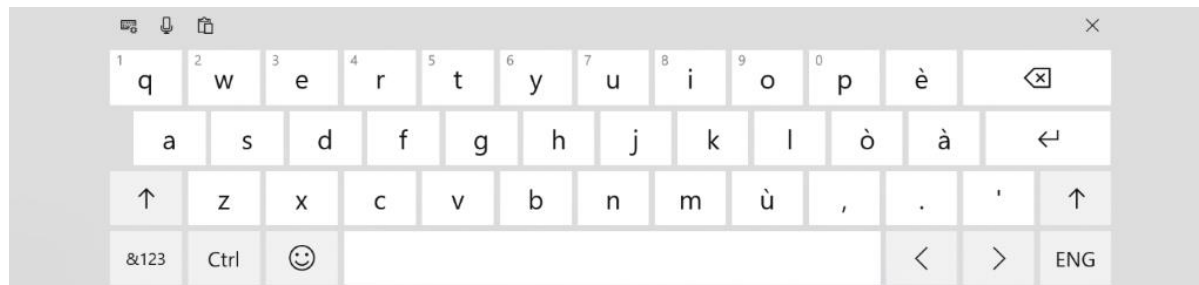 1 q 2 w 3 e 4 r 5 t 6 y 7 u 8 i 9 o 0 p è
a s d f g h j k l ò à
z x c v b n m ù , . '
&123 Ctrl < > ENG